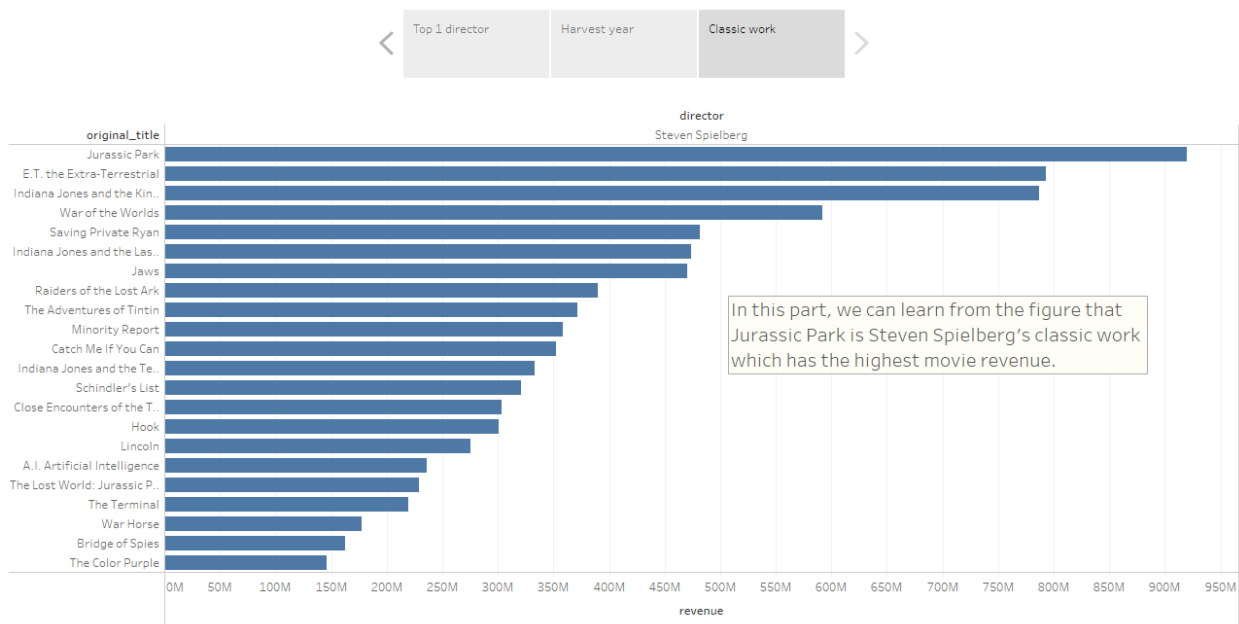 Top 1 director
Harvest year
Classic work
director
original_title
Steven Spielberg
Jurassic Park
E.T. the Extra-Terrestrial
Indiana Jones and the Kin..
War of the Worlds
Saving Private Ryan
Indiana Jones and the Las..
Jaws
Raiders of the Lost Ark
The Adventures of Tintin
Minority Report
Catch Me If You Can
Indiana Jones and the Te..
Schindler's List
Close Encounters of the T..
Hook
Lincoln
A.I. Artificial Intelligence
The Lost World: Jurassic P..
The Terminal
War Horse
Bridge of Spies
The Color Purple
In this part, we can learn from the figure that
Jurassic Park is Steven Spielberg's classic work
which has the highest movie revenue.
0M 50M 100M 150M 200M 250M 300M 350M 400M 450M 500M 550M 600M 650M 700M 750M 800M 850M 900M 950M
revenue